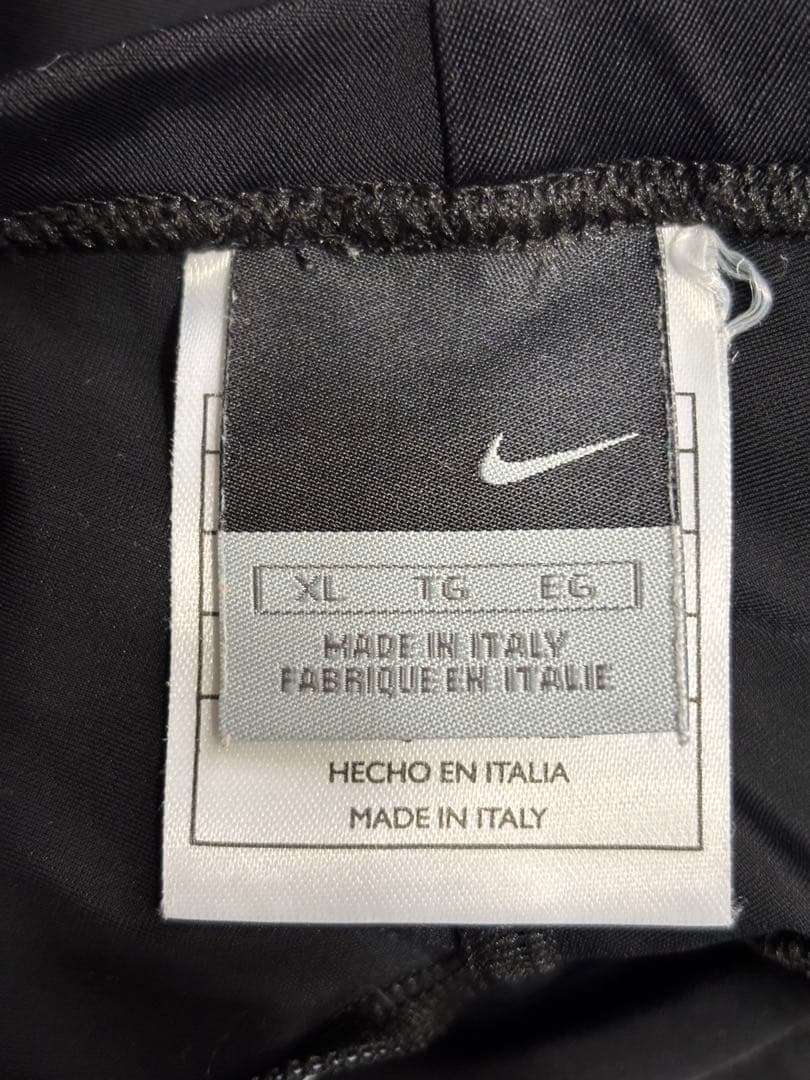 XL TG EG
MADE IN ITALY
FABRIQUE EN ITALIE
HECHO EN ITALIA
MADE IN ITALY